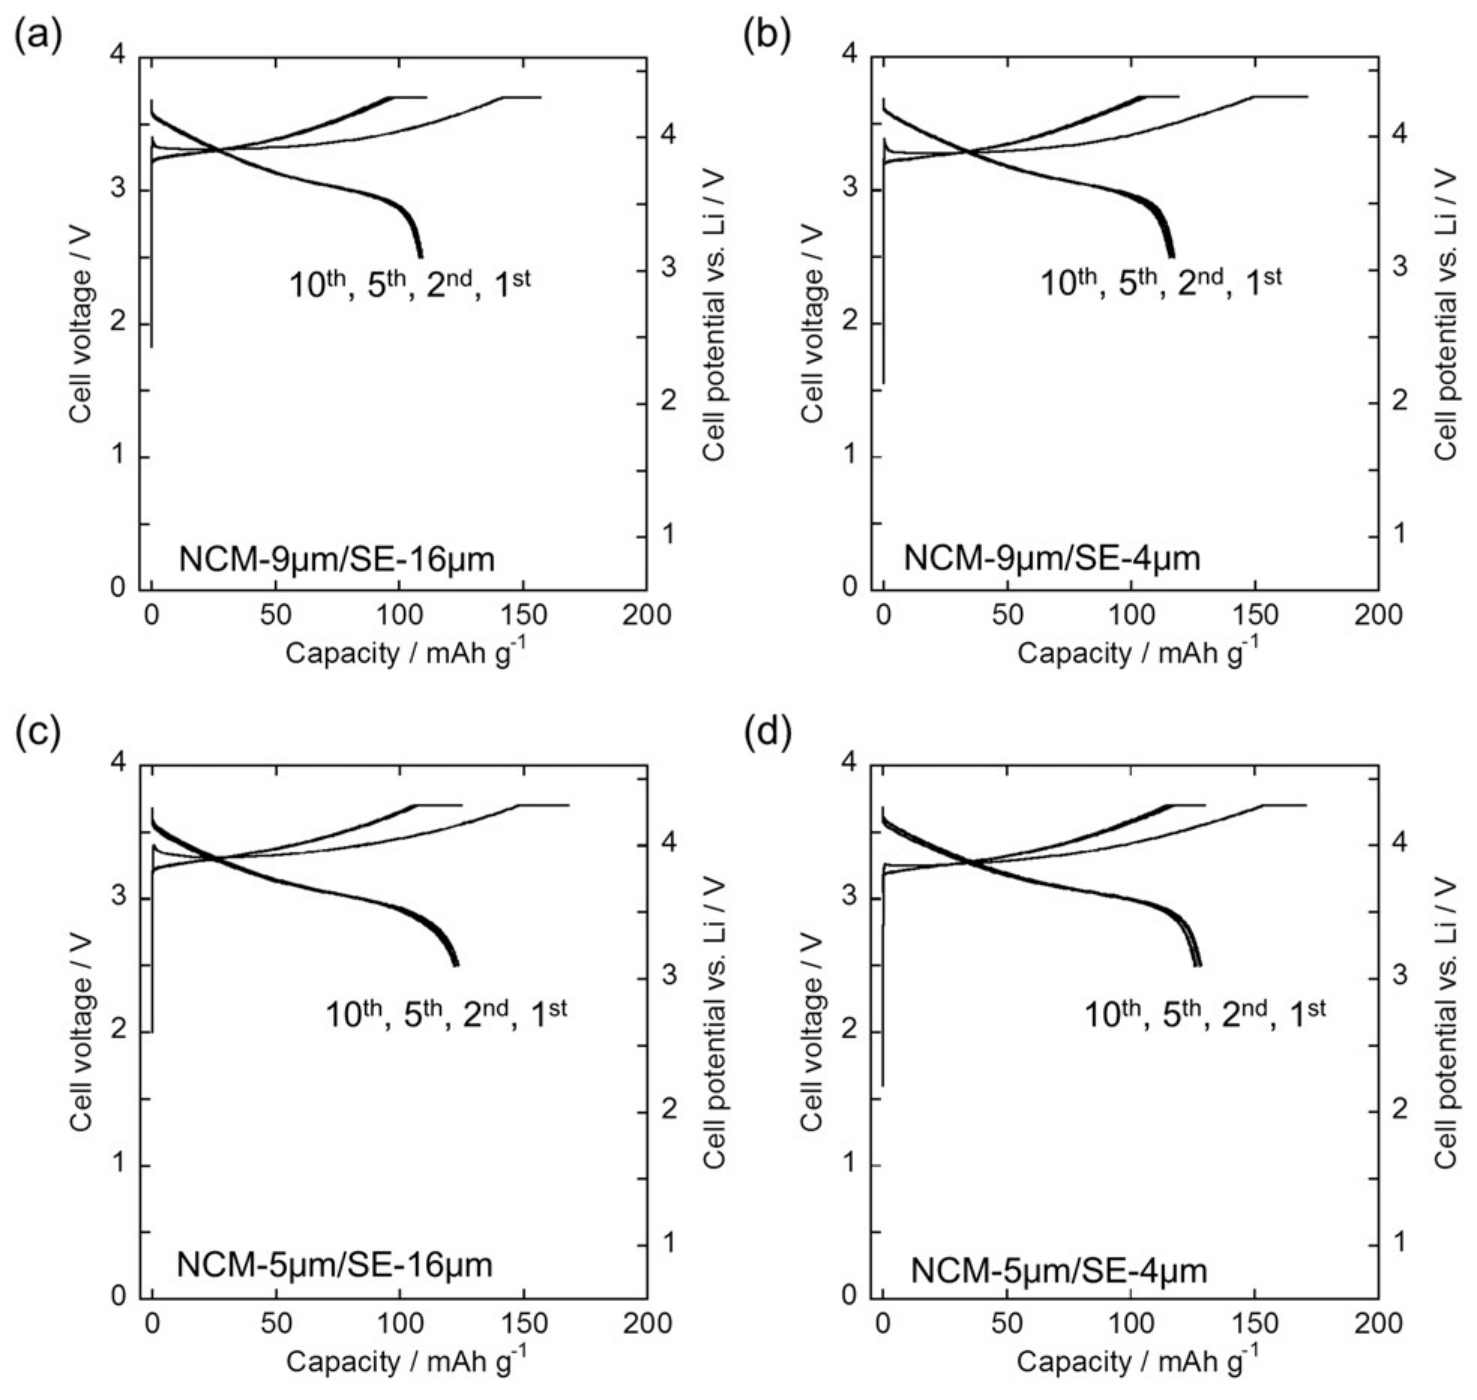 (a)
4
3
2
1
0
Cell voltage / V
4
3
2
1
Cell potential vs. Li / V
10th, 5th, 2nd, 1st
NCM-9μm/SE-16μm
0 50 100 150 200
Capacity / mAh g-1
(b)
4
3
2
1
0
Cell voltage / V
4
3
2
1
Cell potential vs. Li / V
10th, 5th, 2nd, 1st
NCM-9μm/SE-4μm
0 50 100 150 200
Capacity / mAh g-1
(c)
4
3
2
1
0
Cell voltage / V
4
3
2
1
Cell potential vs. Li / V
10th, 5th, 2nd, 1st
NCM-5μm/SE-16μm
0 50 100 150 200
Capacity / mAh g-1
(d)
4
3
2
1
0
Cell voltage / V
4
3
2
1
Cell potential vs. Li / V
10th, 5th, 2nd, 1st
NCM-5μm/SE-4μm
0 50 100 150 200
Capacity / mAh g-1